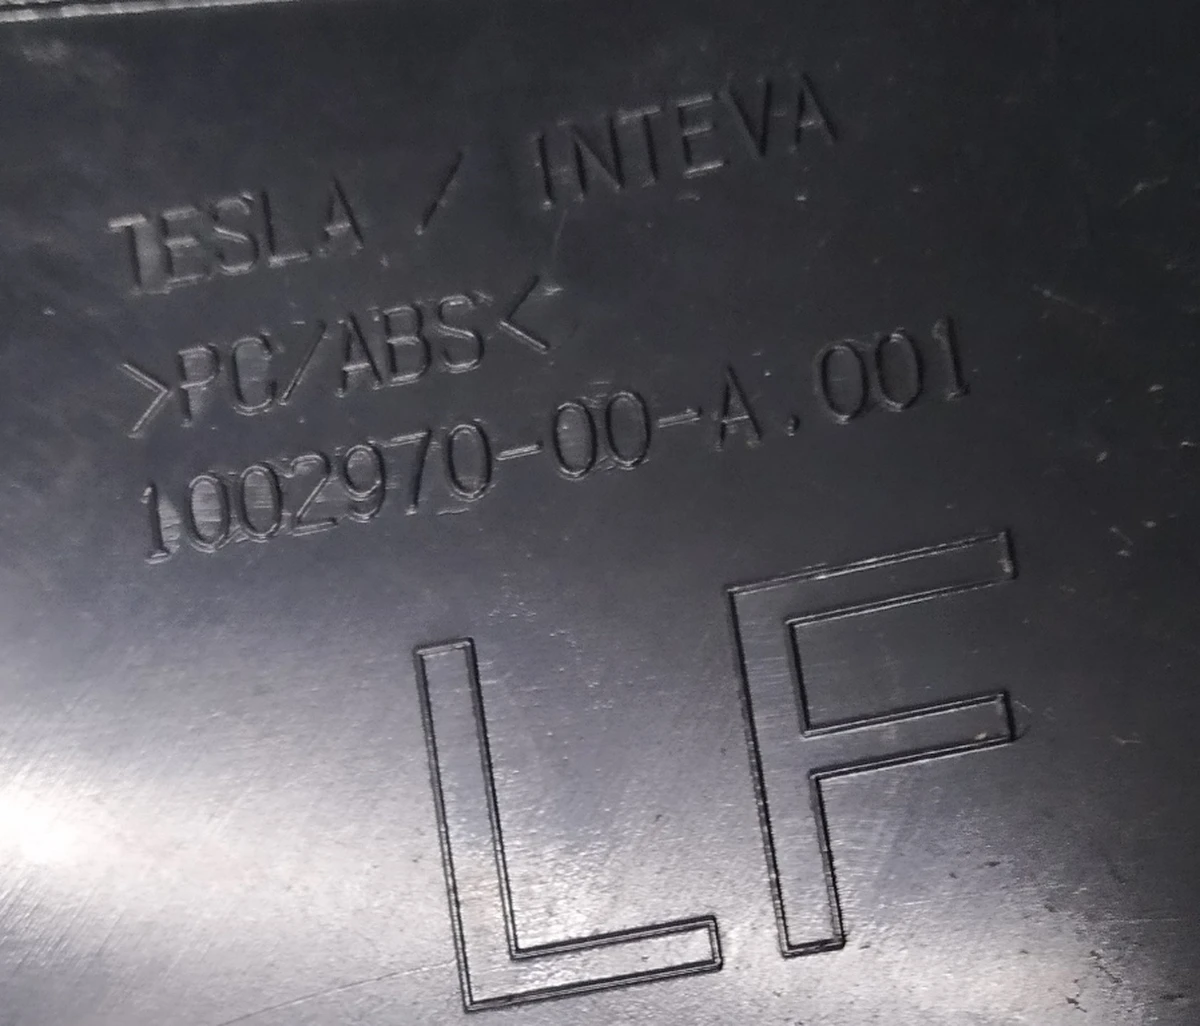 TESLA / INTEVA
>PC/ABS<
1002970-00-A.001
LF